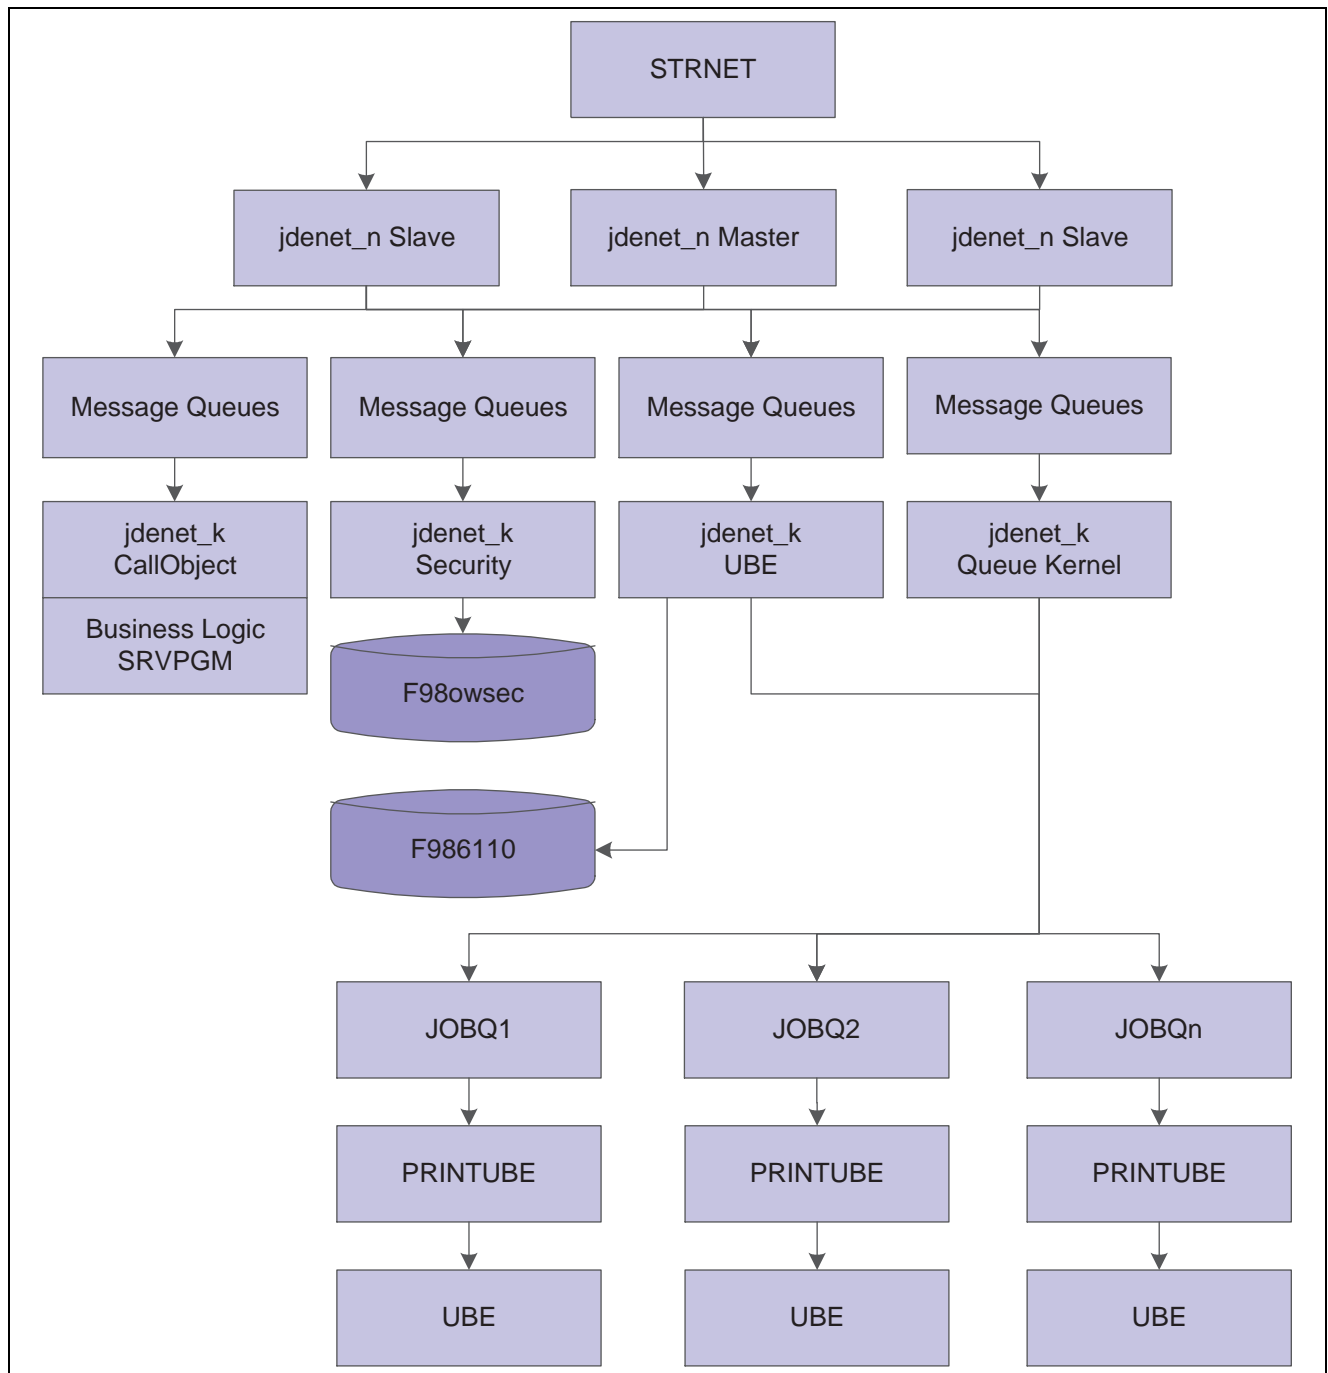 STRNET
jdenet_n Slave
jdenet_n Master
jdenet_n Slave
Message Queues
Message Queues
Message Queues
Message Queues
jdenet_k
CallObject
jdenet_k
Security
jdenet_k
UBE
jdenet_k
Queue Kernel
Business Logic
SRVPGM
F98owsec
F986110
JOBQ1
JOBQ2
JOBQn
PRINTUBE
PRINTUBE
PRINTUBE
UBE
UBE
UBE